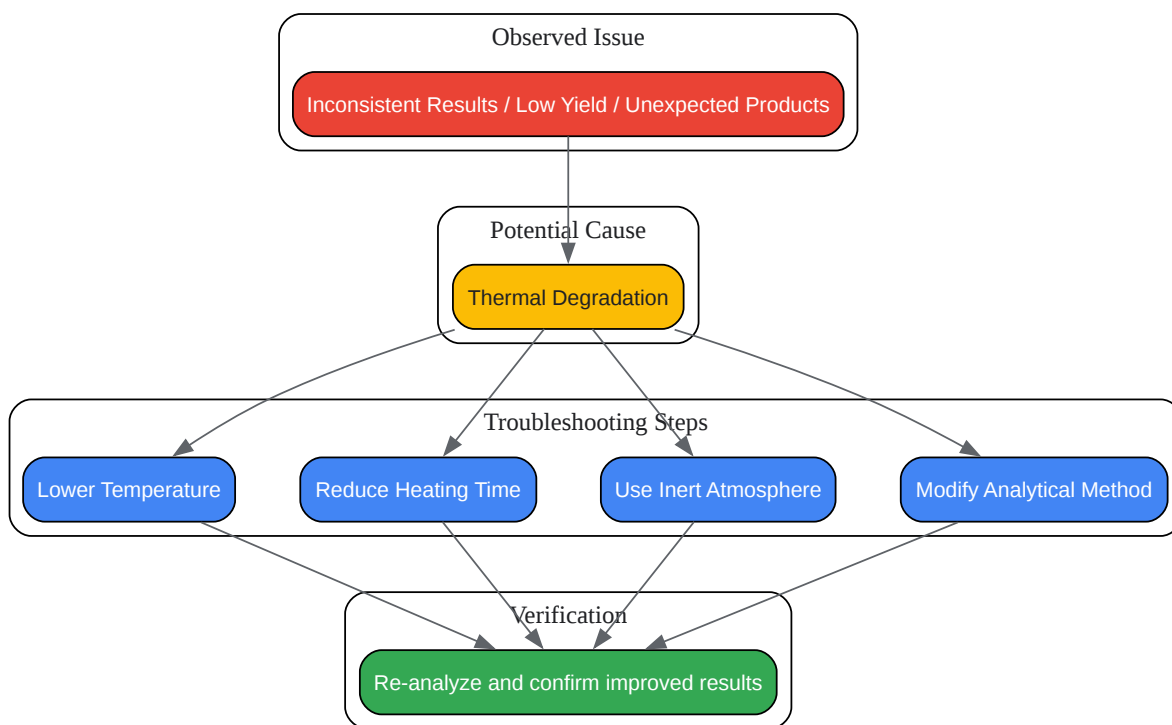 Observed Issue
Inconsistent Results / Low Yield / Unexpected Products
Potential Cause
Thermal Degradation
Troubleshooting Steps
Lower Temperature
Reduce Heating Time
Use Inert Atmosphere
Modify Analytical Method
Verification
Re-analyze and confirm improved results